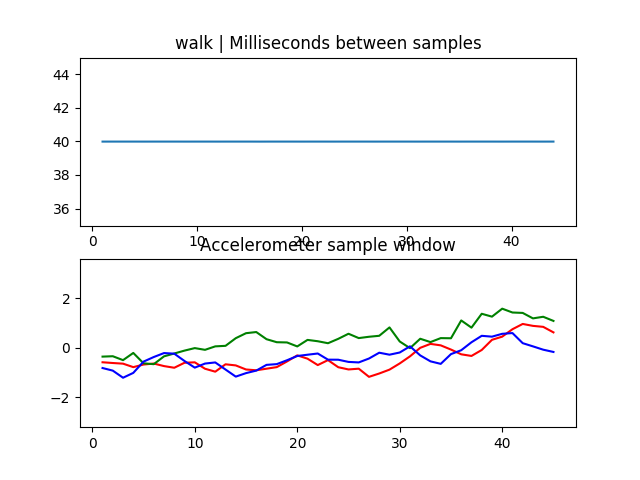 walk | Milliseconds between samples
44
42
40
38
36
0 10 20 30 40
Accelerometer sample window
2
0
−2
0 10 20 30 40